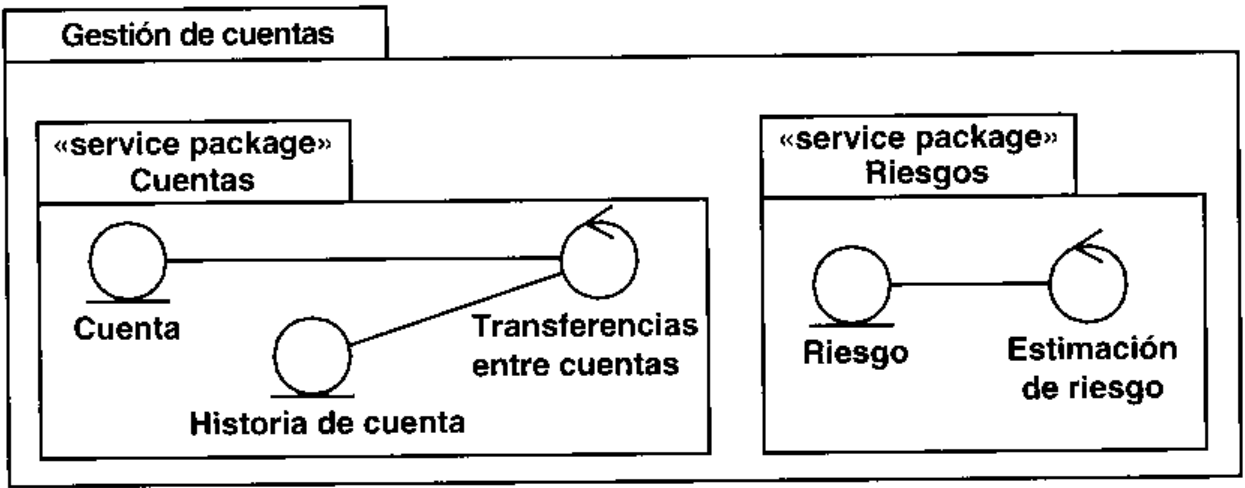 Gestión de cuentas
«service package»
Cuentas
«service package»
Riesgos
Cuenta
Historia de cuenta
Transferencias
entre cuentas
Riesgo
Estimación
de riesgo